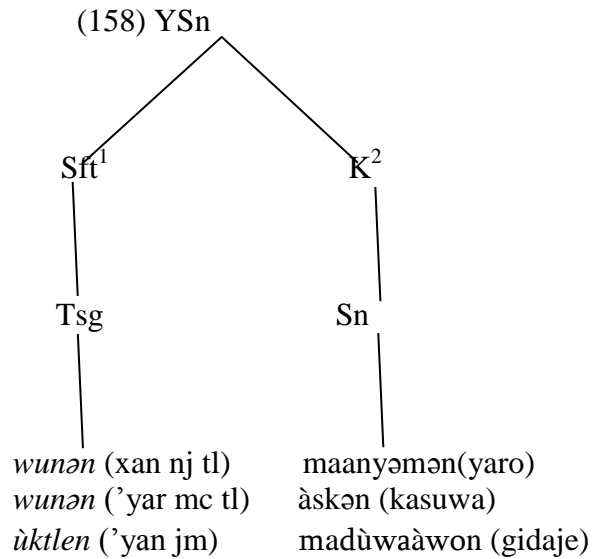 (158) YSn
Sft¹ K²
Tsg Sn
wunən (xan nj tl) maanyəmən(yaro)
wunən (’yar mc tl) àskən (kasuwa)
ùktlen (’yan jm) madùwaàwon (gidaje)